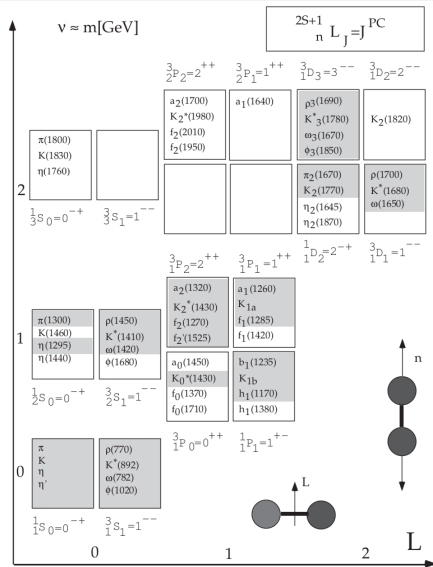 ν ≈ m[GeV]
2S+1
n L J = J PC
3 2 P 2 = 2 ++
3 2 P 1 = 1 ++
3 1 D 3 = 3 --
3 1 D 2 = 2 --
a2(1700)
K2*(1980)
f2(2010)
f2(1950)
a1(1640)
ρ3(1690)
K*3(1780)
ω3(1670)
ϕ3(1850)
K2(1820)
π(1800)
K(1830)
η(1760)
π2(1670)
K2(1770)
η2(1645)
η2(1870)
ρ(1700)
K*(1680)
ω(1650)
2
1 3 S 0 = 0 -+
3 3 S 1 = 1 --
1 1 D 2 = 2 -+
3 1 D 1 = 1 --
3 1 P 2 = 2 ++
3 1 P 1 = 1 ++
a2(1320)
K2*(1430)
f2(1270)
f2'(1525)
a1(1260)
K1a
f1(1285)
f1(1420)
1
π(1300)
K(1460)
η(1295)
η(1440)
ρ(1450)
K*(1410)
ω(1420)
ϕ(1680)
a0(1450)
K0*(1430)
f0(1370)
f0(1710)
b1(1235)
K1b
h1(1170)
h1(1380)
n
1 2 S 0 = 0 -+
3 2 S 1 = 1 --
3 1 P 0 = 0 ++
1 1 P 1 = 1 +-
0
π
K
η
η'
ρ(770)
K*(892)
ω(782)
ϕ(1020)
L
1 1 S 0 = 0 -+
3 1 S 1 = 1 --
0
1
2
L